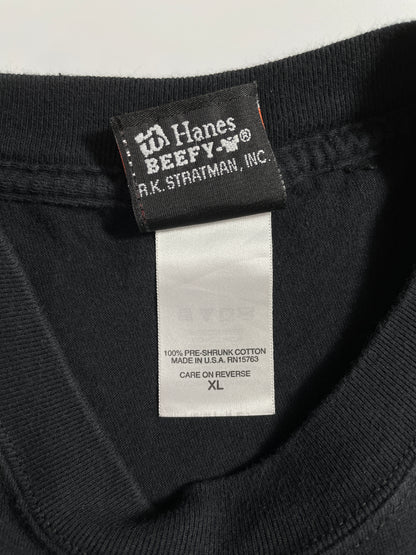 Hanes
BEEFY-®
R.K. STRATMAN, INC.
100% PRE-SHRUNK COTTON
MADE IN U.S.A. RN15763
CARE ON REVERSE
XL